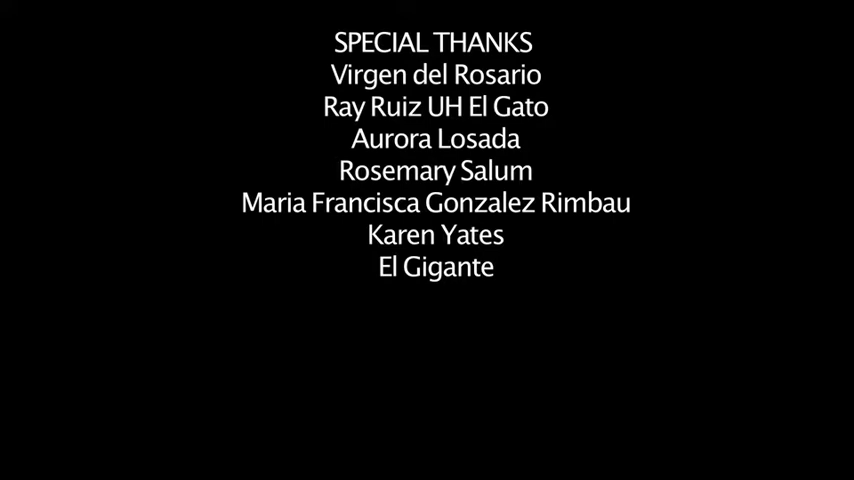 SPECIAL THANKS
Virgen del Rosario
Ray Ruiz UH El Gato
Aurora Losada
Rosemary Salum
Maria Francisca Gonzalez Rimbau
Karen Yates
El Gigante